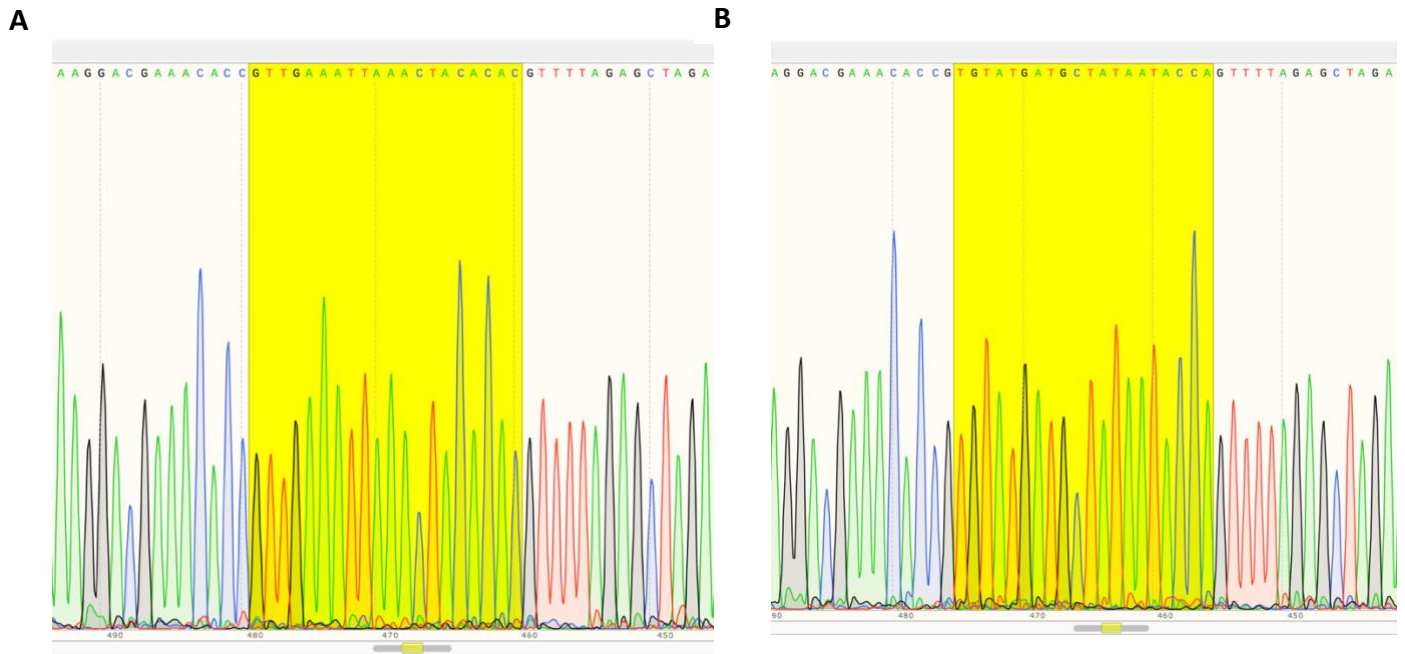 A
AAGGACGAAACACCGTTGAAATTAAACTACACACGTTTTAGAGCTAGA
490 480 470 460 450
B
AGGACGAAACACCGTGTATGATGCTATAATACCAGTTTTAGAGCTAGA
90 480 470 460 450